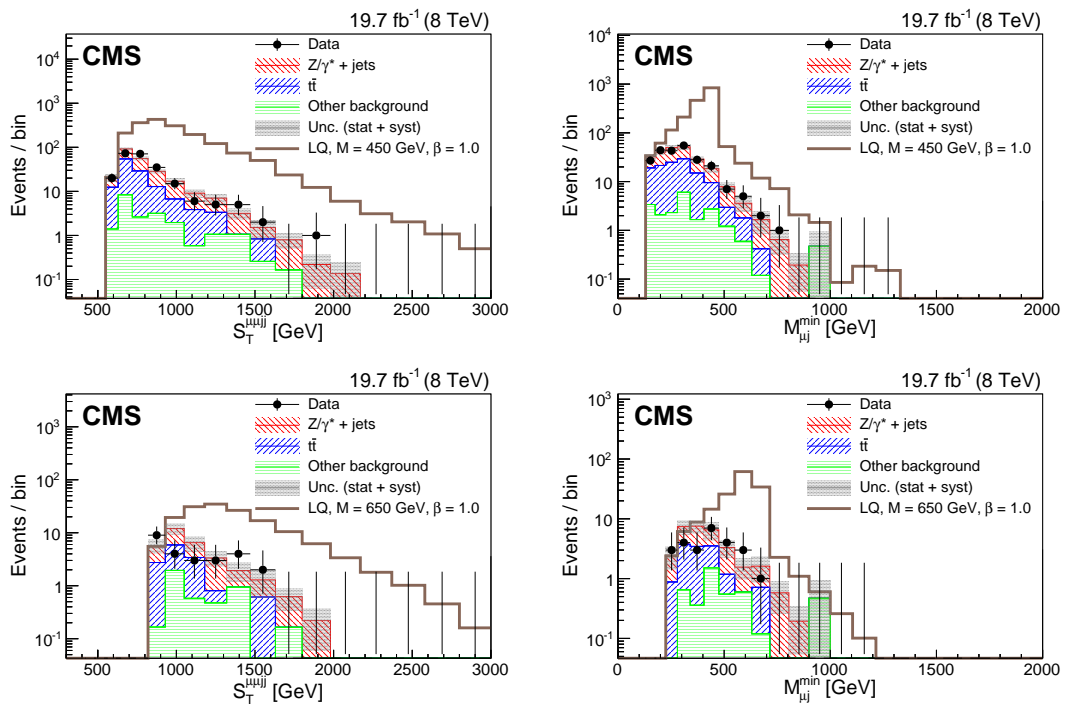 19.7 fb⁻¹ (8 TeV)
CMS
Data
Z/γ* + jets
tt̄
Other background
Unc. (stat + syst)
LQ, M = 450 GeV, β = 1.0
Events / bin
10⁴
10³
10²
10
1
10⁻¹
500 1000 1500 2000 2500 3000
S_T^μμjj [GeV]
19.7 fb⁻¹ (8 TeV)
CMS
Data
Z/γ* + jets
tt̄
Other background
Unc. (stat + syst)
LQ, M = 450 GeV, β = 1.0
Events / bin
10⁴
10³
10²
10
1
10⁻¹
0 500 1000 1500 2000
M_μj^min [GeV]
19.7 fb⁻¹ (8 TeV)
CMS
Data
Z/γ* + jets
tt̄
Other background
Unc. (stat + syst)
LQ, M = 650 GeV, β = 1.0
Events / bin
10³
10²
10
1
10⁻¹
500 1000 1500 2000 2500 3000
S_T^μμjj [GeV]
19.7 fb⁻¹ (8 TeV)
CMS
Data
Z/γ* + jets
tt̄
Other background
Unc. (stat + syst)
LQ, M = 650 GeV, β = 1.0
Events / bin
10³
10²
10
1
10⁻¹
0 500 1000 1500 2000
M_μj^min [GeV]